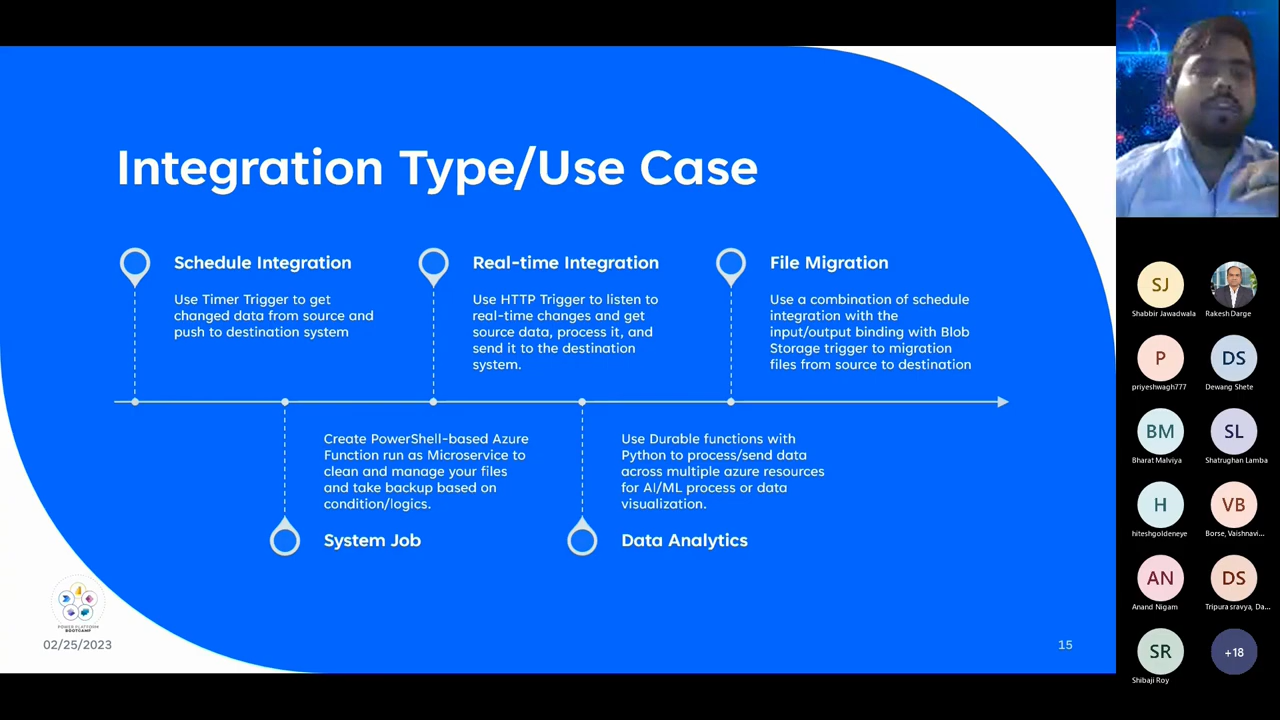 Integration Type/Use Case
Schedule Integration
Use Timer Trigger to get
changed data from source and
push to destination system
Real-time Integration
Use HTTP Trigger to listen to
real-time changes and get
source data, process it, and
send it to the destination
system.
File Migration
Use a combination of schedule
integration with the
input/output binding with Blob
Storage trigger to migration
files from source to destination
Create PowerShell-based Azure
Function run as Microservice to
clean and manage your files
and take backup based on
condition/logics.
System Job
Use Durable functions with
Python to process/send data
across multiple azure resources
for AI/ML process or data
visualization.
Data Analytics
POWER PLATFORM
BOOTCAMP
02/25/2023
15
SJ
Shabbir Jawadwala
Rakesh Darge
P
priyeshwagh777
DS
Dewang Shete
BM
Bharat Malviya
SL
Shatrughan Lamba
H
hiteshgoldeneye
VB
Borse, Vaishnavi...
AN
Anand Nigam
DS
Tripura sravya, Da...
SR
Shibaji Roy
+18